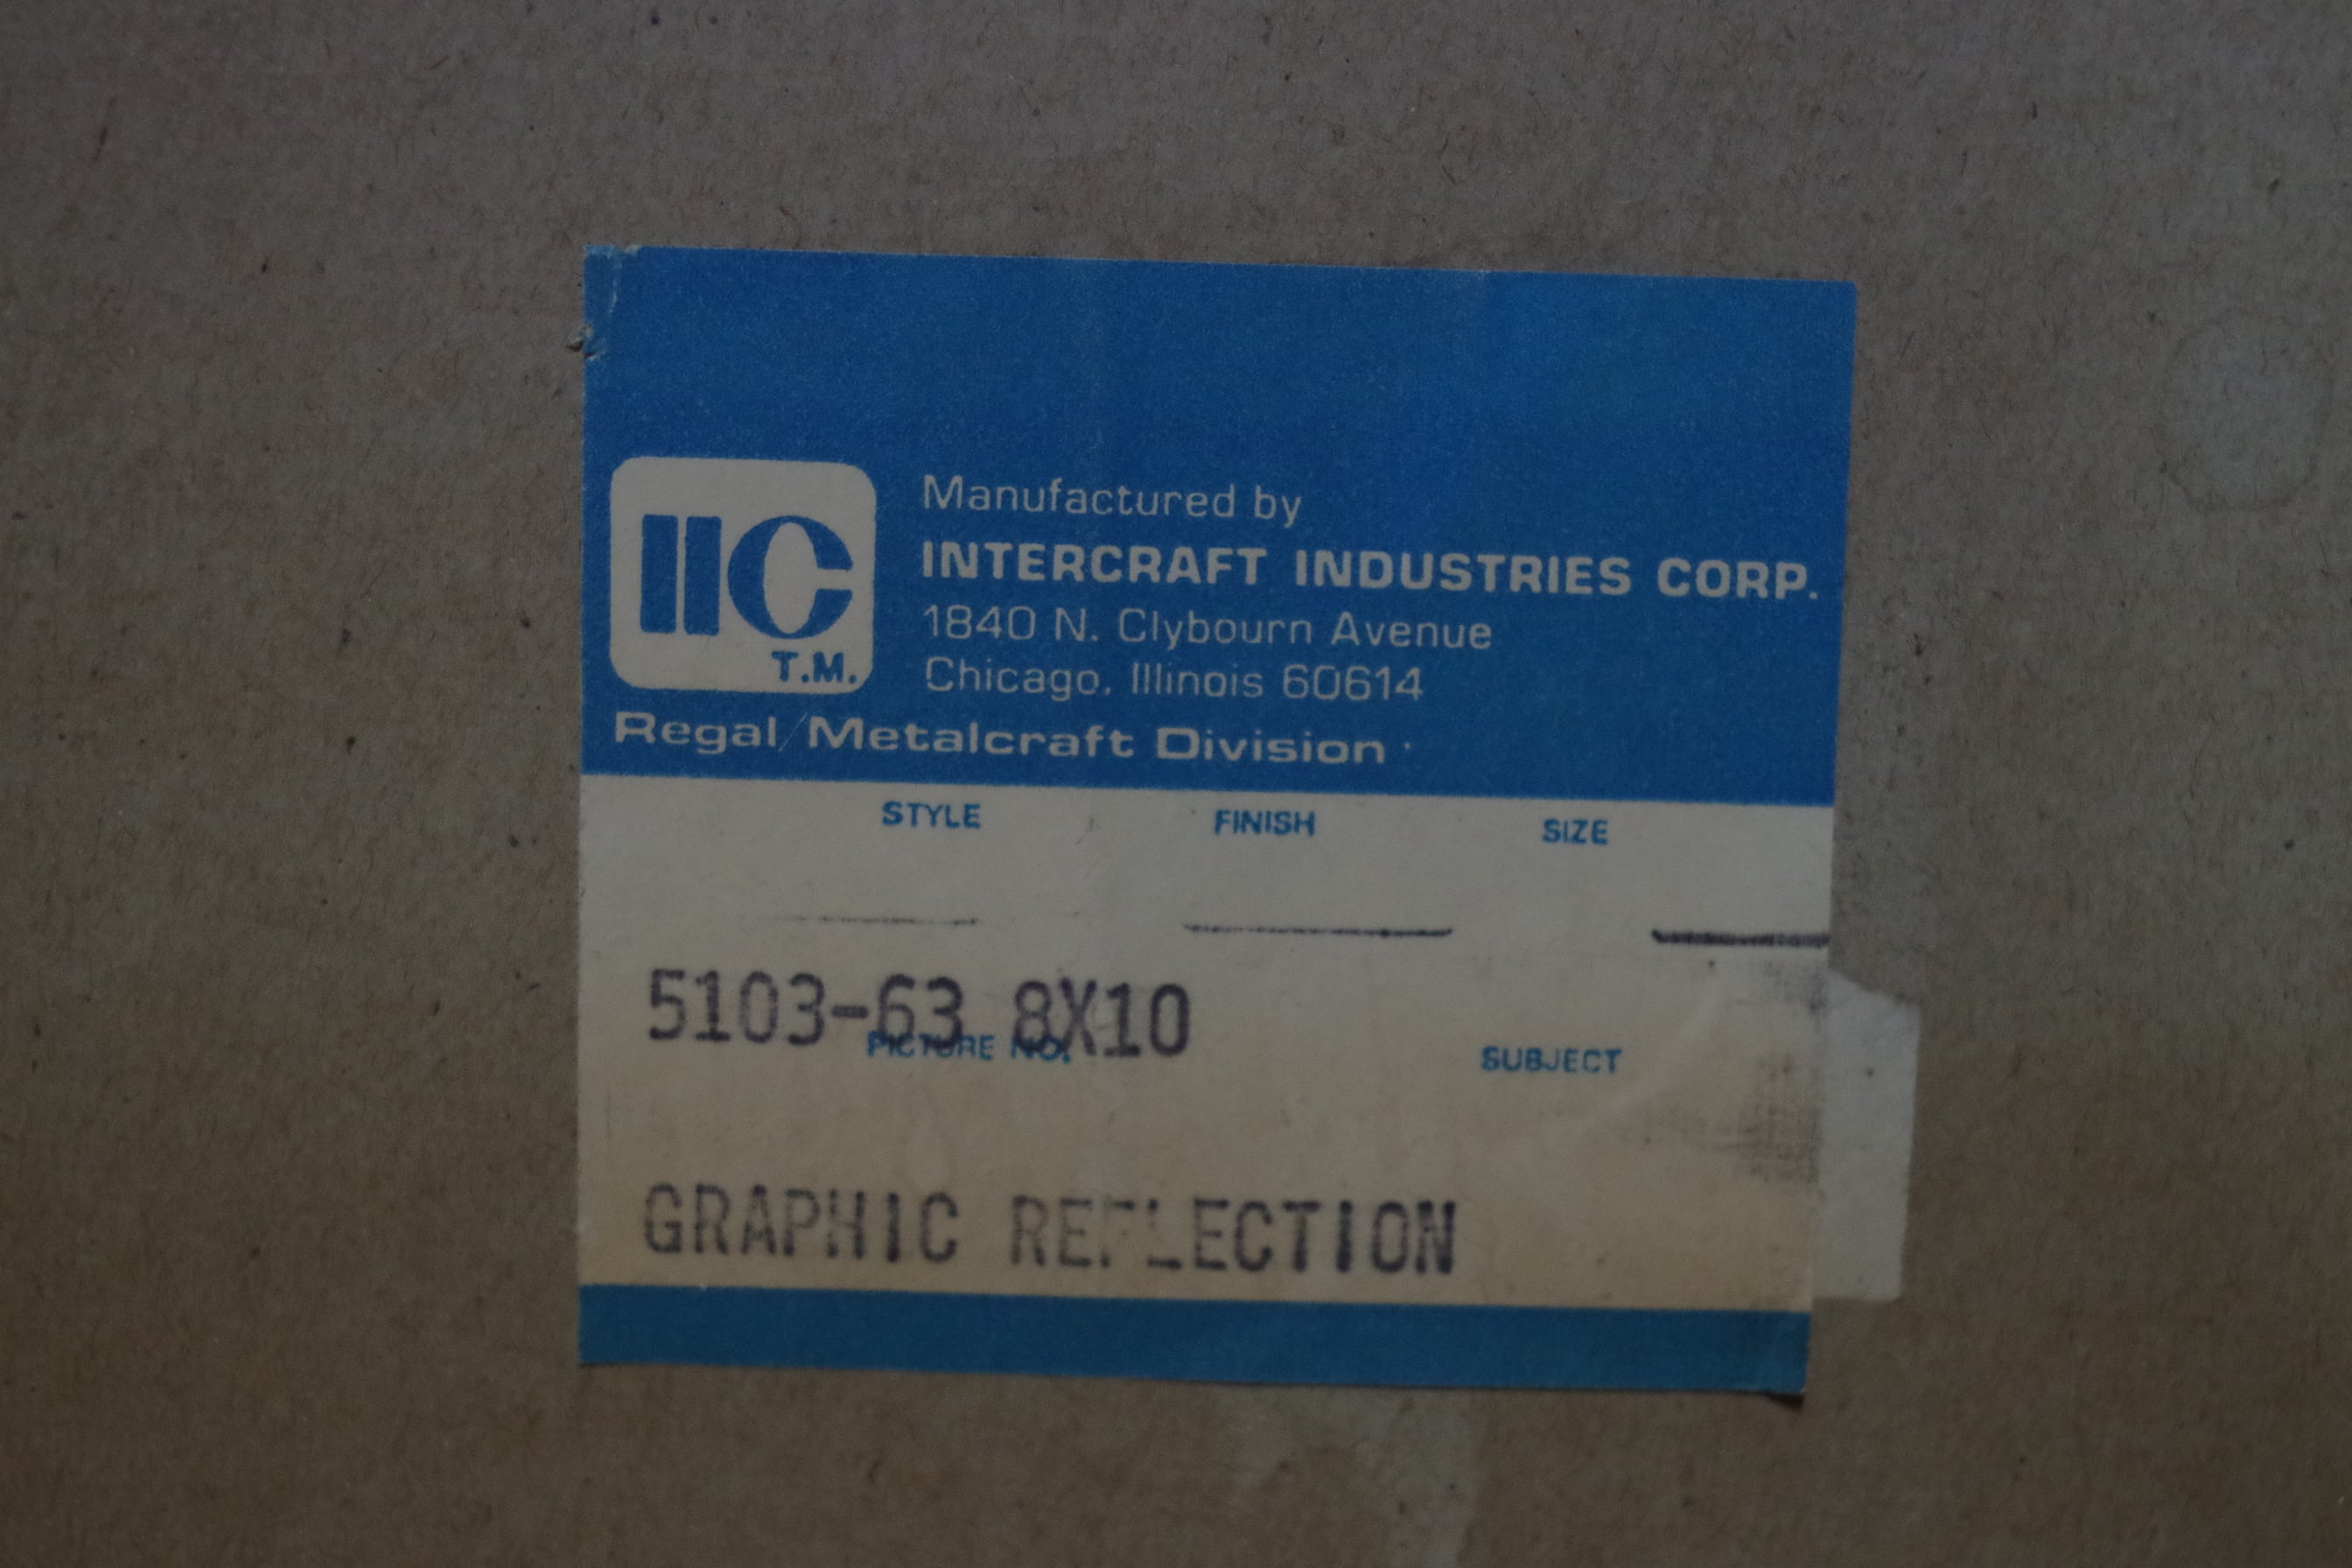 IIC
T.M.
Manufactured by
INTERCRAFT INDUSTRIES CORP.
1840 N. Clybourn Avenue
Chicago, Illinois 60614
Regal/Metalcraft Division
STYLE FINISH SIZE
5103-63 8X10
PICTURE NO. SUBJECT
GRAPHIC REFLECTION